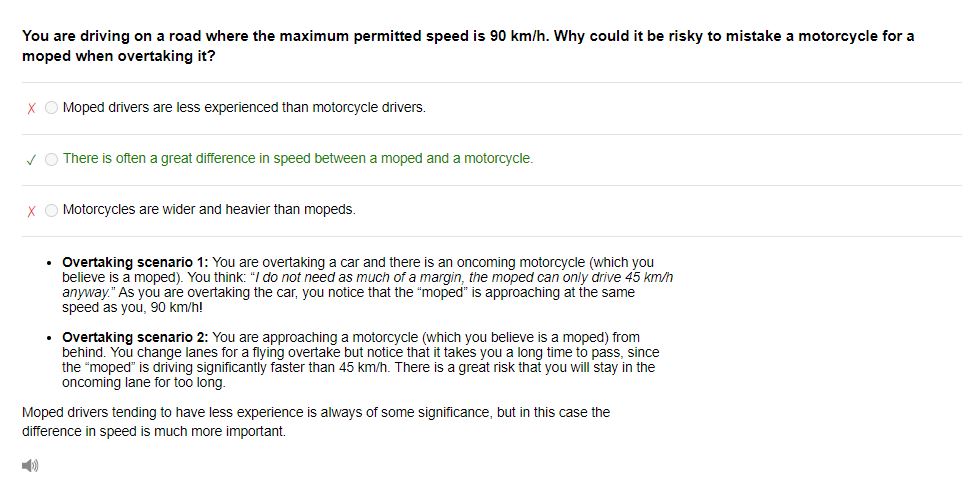 You are driving on a road where the maximum permitted speed is 90 km/h. Why could it be risky to mistake a motorcycle for a
moped when overtaking it?
Moped drivers are less experienced than motorcycle drivers.
There is often a great difference in speed between a moped and a motorcycle.
Motorcycles are wider and heavier than mopeds.
Overtaking scenario 1: You are overtaking a car and there is an oncoming motorcycle (which you
believe is a moped). You think: “I do not need as much of a margin, the moped can only drive 45 km/h
anyway.” As you are overtaking the car, you notice that the “moped” is approaching at the same
speed as you, 90 km/h!
Overtaking scenario 2: You are approaching a motorcycle (which you believe is a moped) from
behind. You change lanes for a flying overtake but notice that it takes you a long time to pass, since
the “moped” is driving significantly faster than 45 km/h. There is a great risk that you will stay in the
oncoming lane for too long.
Moped drivers tending to have less experience is always of some significance, but in this case the
difference in speed is much more important.